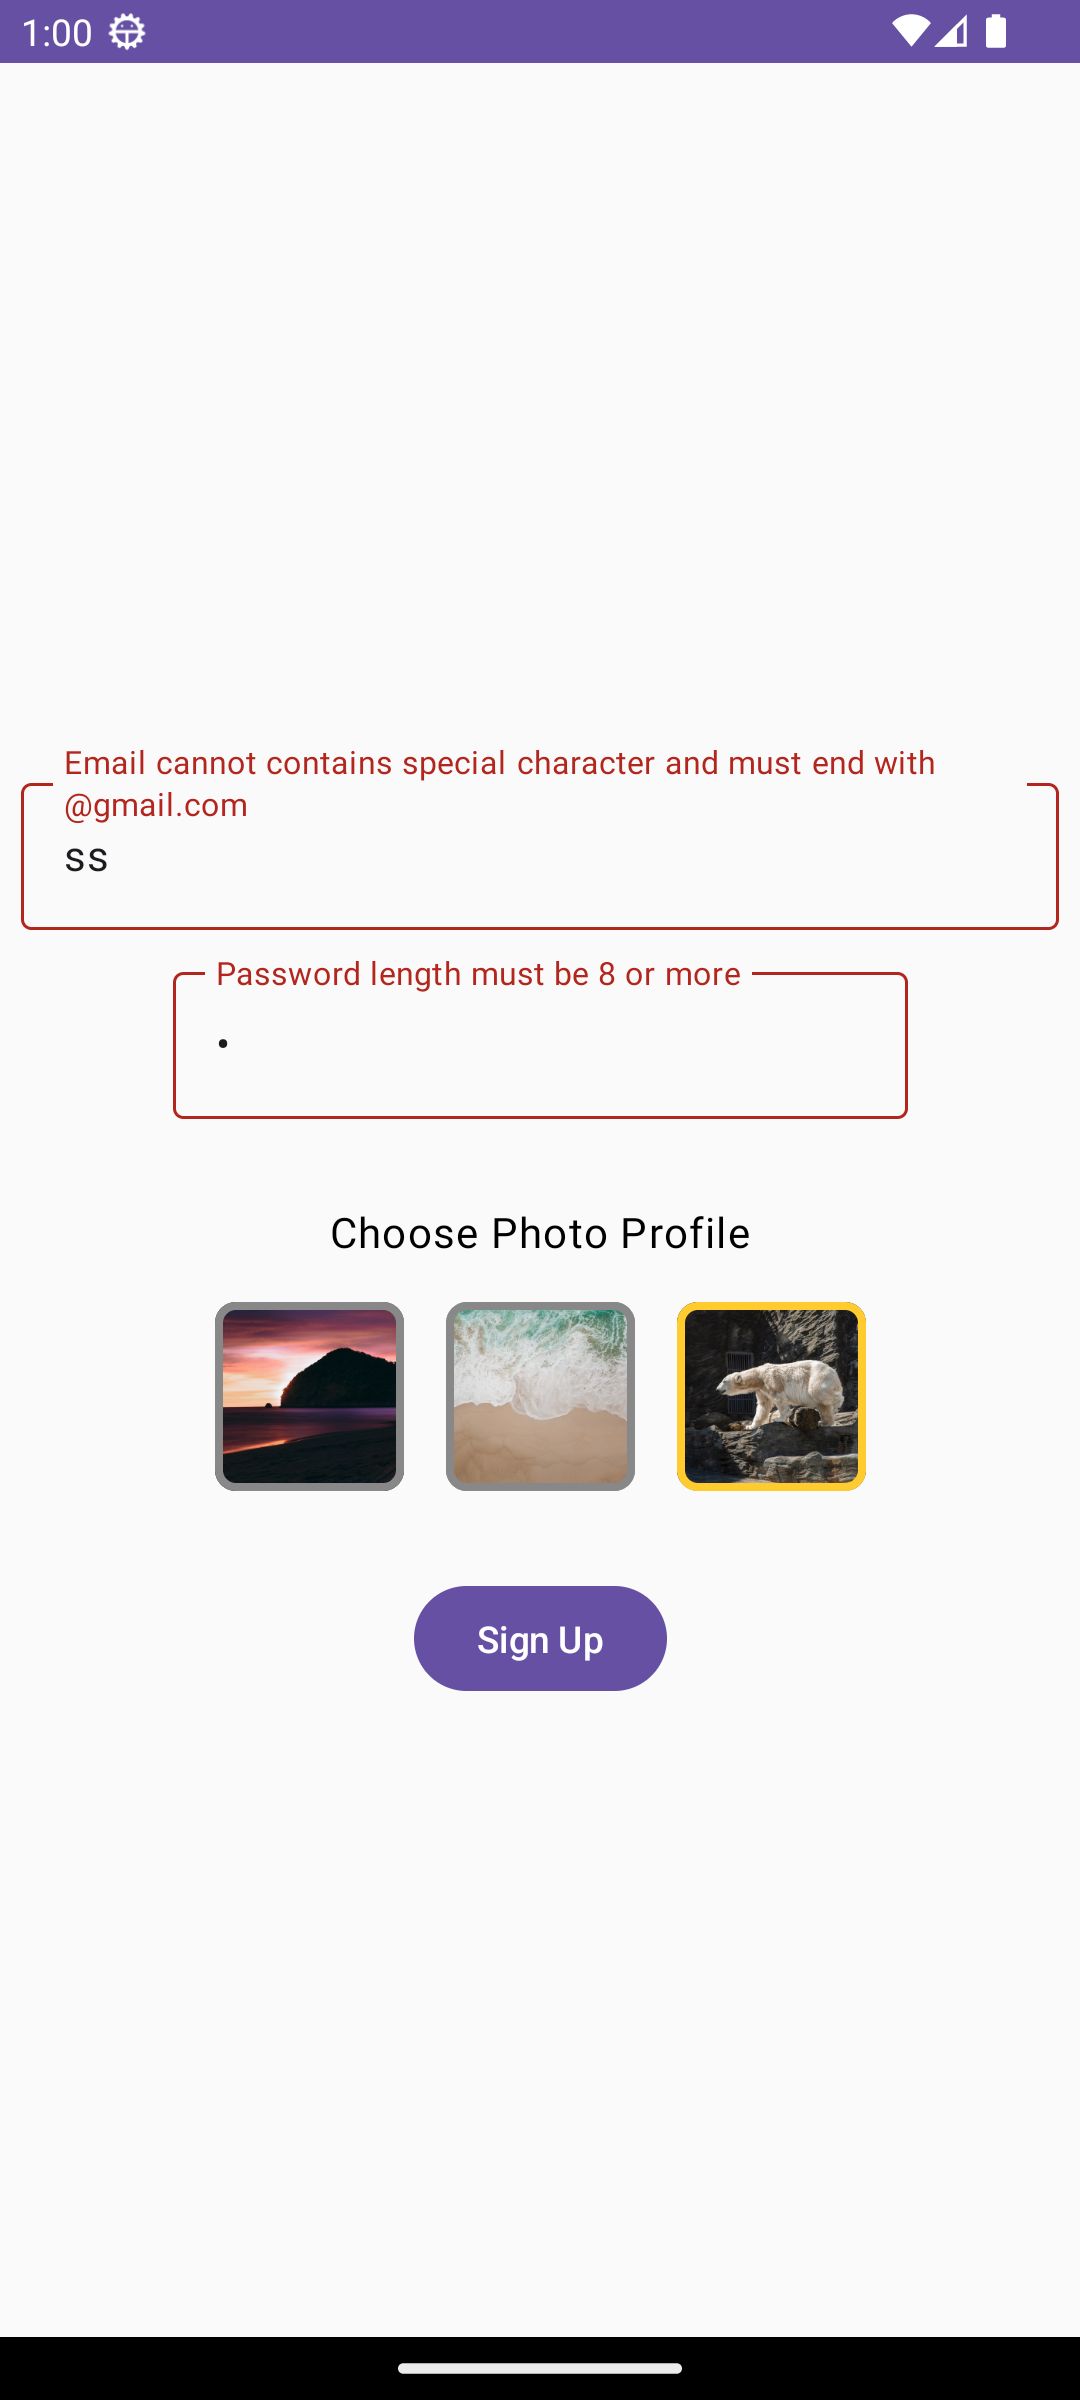 1:00
Email cannot contains special character and must end with
@gmail.com
ss
Password length must be 8 or more
•
Choose Photo Profile
Sign Up